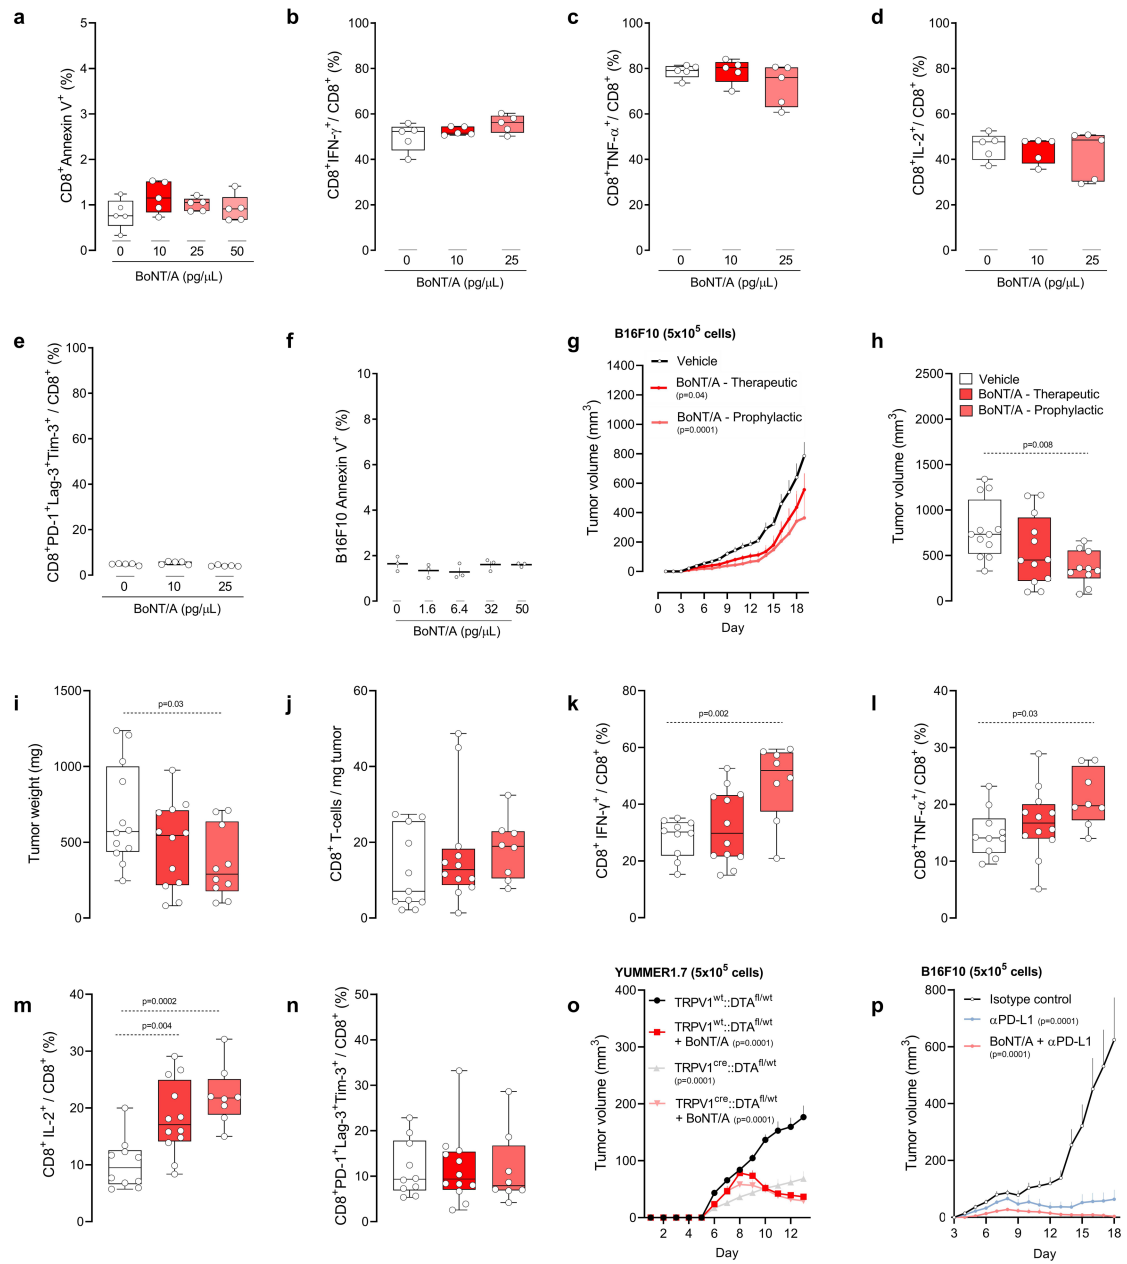 a
CD8⁺Annexin V⁺ (%)
5
4
3
2
1
0
0 10 25 50
BoNT/A (pg/μL)
b
CD8⁺IFN-γ⁺/ CD8⁺ (%)
100
80
60
40
20
0
0 10 25
BoNT/A (pg/μL)
c
CD8⁺TNF-α⁺/ CD8⁺ (%)
100
80
60
40
20
0
0 10 25
BoNT/A (pg/μL)
d
CD8⁺IL-2⁺/ CD8⁺ (%)
100
80
60
40
20
0
0 10 25
BoNT/A (pg/μL)
e
CD8⁺PD-1⁺Lag-3⁺Tim-3⁺ / CD8⁺ (%)
100
80
60
40
20
0
0 10 25
BoNT/A (pg/μL)
f
B16F10 Annexin V⁺ (%)
10
8
6
4
2
0
0 1.6 6.4 32 50
BoNT/A (pg/μL)
g
B16F10 (5x10⁵ cells)
Tumor volume (mm³)
1400
1200
1000
800
600
400
200
0
Vehicle
BoNT/A - Therapeutic
(p=0.04)
BoNT/A - Prophylactic
(p=0.0001)
0 3 6 9 12 15 18
Day
h
Tumor volume (mm³)
2500
2000
1500
1000
500
0
Vehicle
BoNT/A - Therapeutic
BoNT/A - Prophylactic
p=0.008
i
Tumor weight (mg)
1500
1000
500
0
p=0.03
j
CD8⁺ T-cells / mg tumor
60
40
20
0
k
CD8⁺ IFN-γ⁺ / CD8⁺ (%)
80
60
40
20
0
p=0.002
l
CD8⁺TNF-α⁺/ CD8⁺ (%)
40
30
20
10
0
p=0.03
m
CD8⁺ IL-2⁺ / CD8⁺ (%)
40
30
20
10
0
p=0.0002
p=0.004
n
CD8⁺PD-1⁺Lag-3⁺Tim-3⁺ / CD8⁺ (%)
50
40
30
20
10
0
o
YUMMER1.7 (5x10⁵ cells)
Tumor volume (mm³)
400
300
200
100
0
TRPV1ʷᵗ::DTAᶠˡ/ʷᵗ
TRPV1ʷᵗ::DTAᶠˡ/ʷᵗ
+ BoNT/A (p=0.0001)
TRPV1ᶜʳᵉ::DTAᶠˡ/ʷᵗ
(p=0.0001)
TRPV1ᶜʳᵉ::DTAᶠˡ/ʷᵗ
+ BoNT/A (p=0.0001)
2 4 6 8 10 12
Day
p
B16F10 (5x10⁵ cells)
Tumor volume (mm³)
800
600
400
200
0
Isotype control
αPD-L1 (p=0.0001)
BoNT/A + αPD-L1
(p=0.0001)
3 6 9 12 15 18
Day